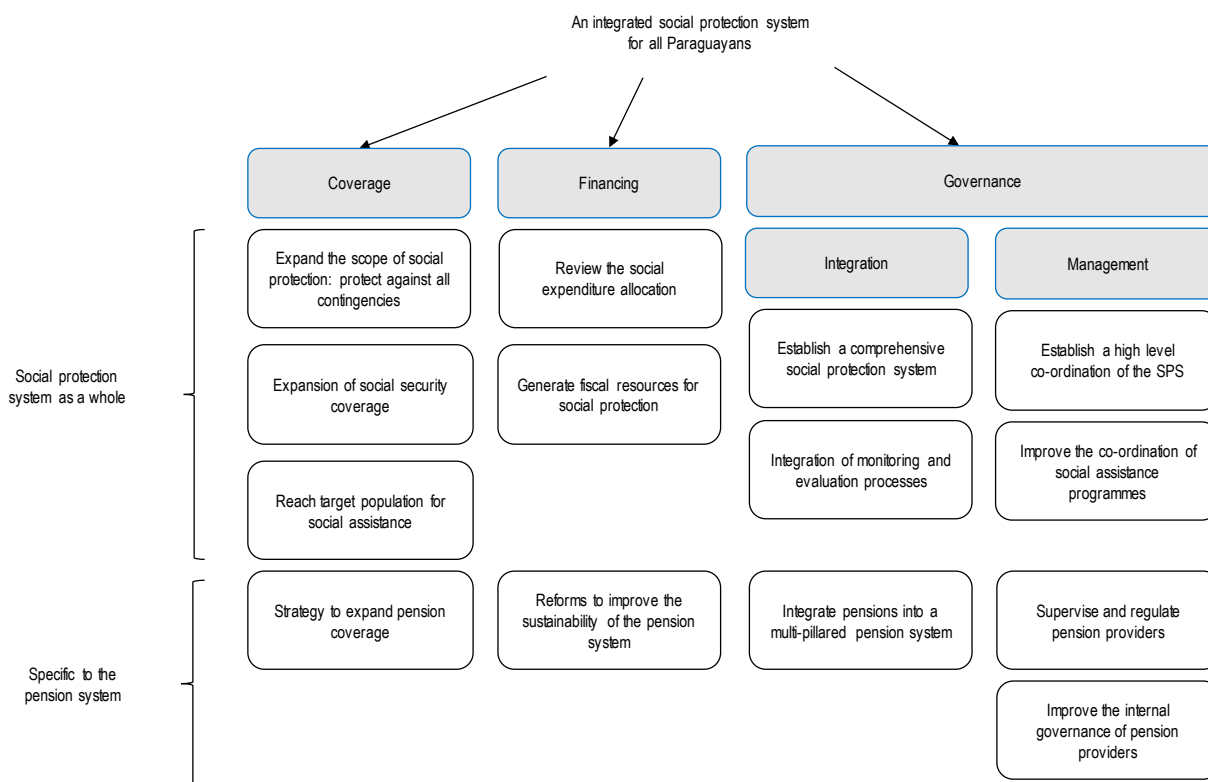 An integrated social protection system
for all Paraguayans
Coverage
Financing
Governance
Integration
Management
Social protection
system as a whole
Expand the scope of social
protection: protect against all
contingencies
Review the social
expenditure allocation
Establish a comprehensive
social protection system
Establish a high level
co-ordination of the SPS
Expansion of social security
coverage
Generate fiscal resources for
social protection
Integration of monitoring and
evaluation processes
Improve the co-ordination of
social assistance
programmes
Reach target population for
social assistance
Specific to the
pension system
Strategy to expand pension
coverage
Reforms to improve the
sustainability of the pension
system
Integrate pensions into a
multi-pillared pension system
Supervise and regulate
pension providers
Improve the internal
governance of pension
providers